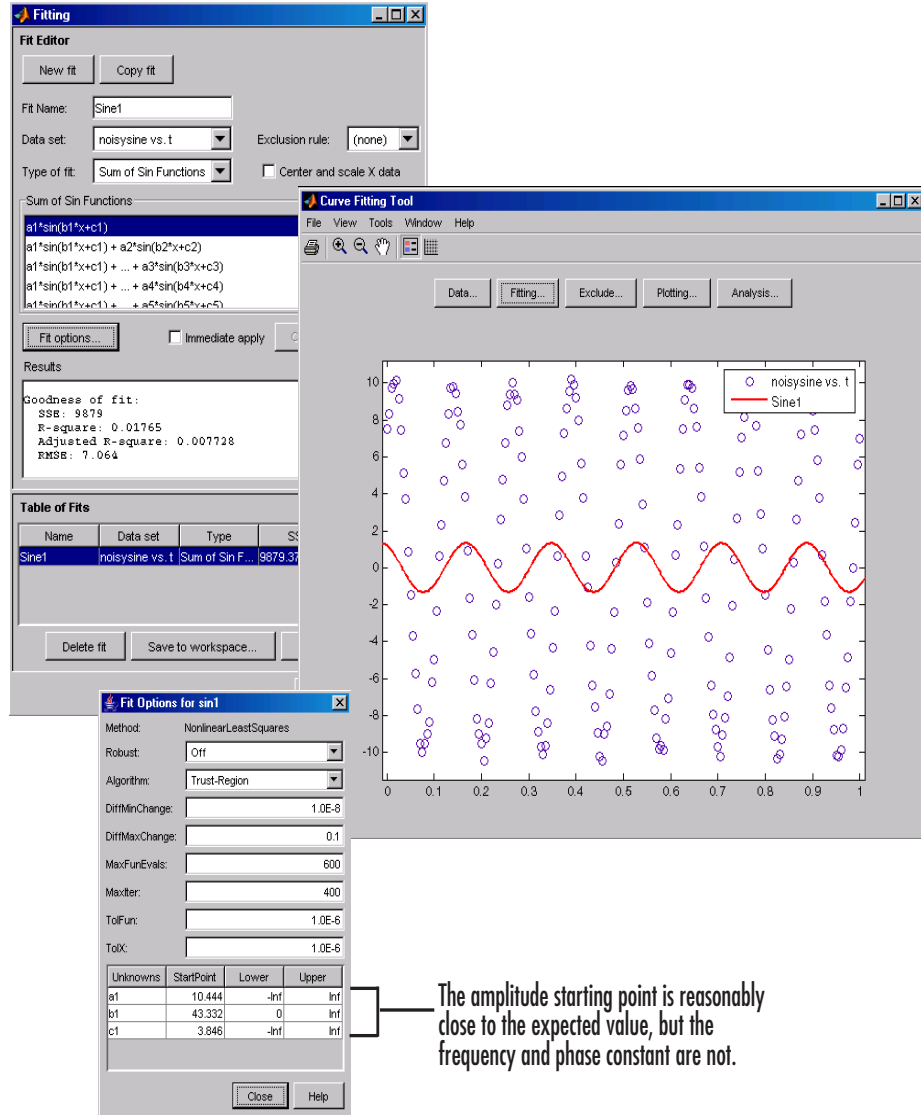 Fitting
Fit Editor
New fit
Copy fit
Fit Name:
Sine1
Data set:
noisysine vs. t
Exclusion rule:
(none)
Type of fit:
Sum of Sin Functions
Center and scale X data
Sum of Sin Functions
a1*sin(b1*x+c1)
a1*sin(b1*x+c1) + a2*sin(b2*x+c2)
a1*sin(b1*x+c1) + ... + a3*sin(b3*x+c3)
a1*sin(b1*x+c1) + ... + a4*sin(b4*x+c4)
a1*sin(b1*x+c1) + ... + a5*sin(b5*x+c5)
Fit options...
Immediate apply
Results
Goodness of fit:
SSE: 9879
R-square: 0.01765
Adjusted R-square: 0.007728
RMSE: 7.064
Table of Fits
Name Data set Type SS
Sine1 noisysine vs. t Sum of Sin F... 9879.37
Delete fit
Save to workspace...
Curve Fitting Tool
File View Tools Window Help
Data...
Fitting...
Exclude...
Plotting...
Analysis...
noisysine vs. t
Sine1
10
8
6
4
2
0
-2
-4
-6
-8
-10
0 0.1 0.2 0.3 0.4 0.5 0.6 0.7 0.8 0.9 1
Fit Options for sin1
Method: NonlinearLeastSquares
Robust: Off
Algorithm: Trust-Region
DiffMinChange: 1.0E-8
DiffMaxChange: 0.1
MaxFunEvals: 600
MaxIter: 400
TolFun: 1.0E-6
TolX: 1.0E-6
Unknowns StartPoint Lower Upper
a1 10.444 -Inf Inf
b1 43.332 0 Inf
c1 3.846 -Inf Inf
Close
Help
The amplitude starting point is reasonably
close to the expected value, but the
frequency and phase constant are not.